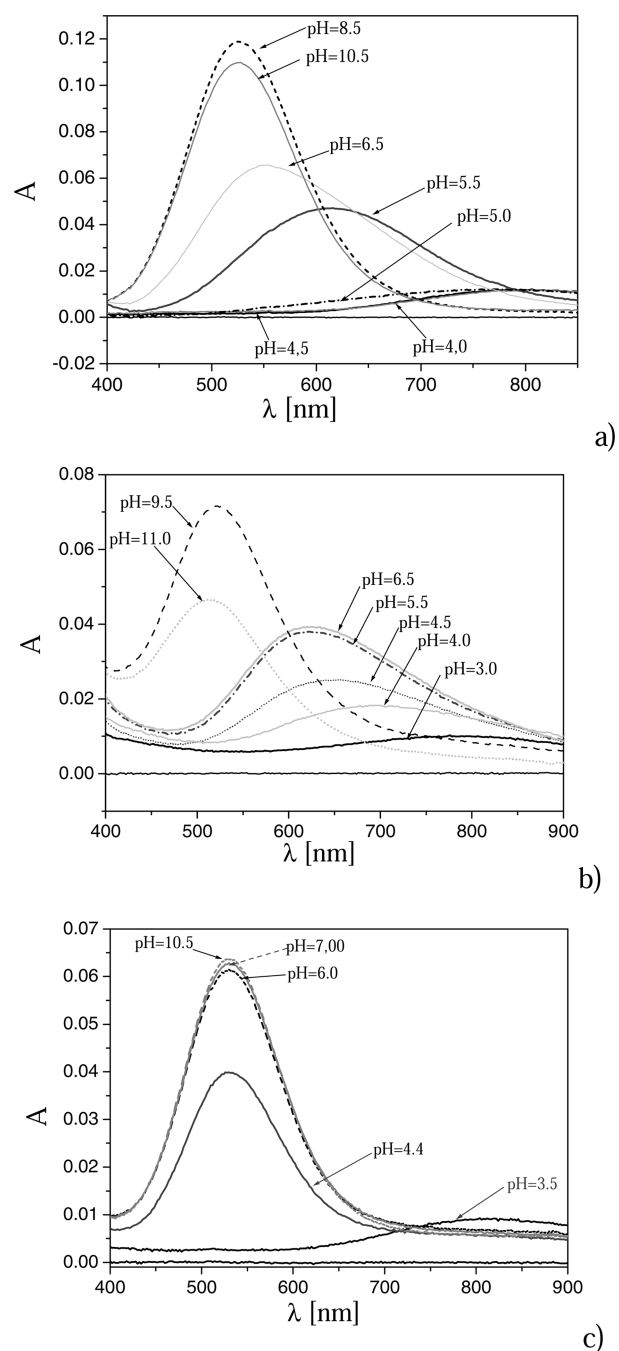 0.12
0.10
0.08
0.06
0.04
0.02
0.00
-0.02
A
pH=8.5
pH=10.5
pH=6.5
pH=5.5
pH=5.0
pH=4,5
pH=4,0
400 500 600 700 800
λ [nm]
a)
0.08
0.06
0.04
0.02
0.00
A
pH=9.5
pH=11.0
pH=6.5
pH=5.5
pH=4.5
pH=4.0
pH=3.0
400 500 600 700 800 900
λ [nm]
b)
0.07
0.06
0.05
0.04
0.03
0.02
0.01
0.00
A
pH=10.5
pH=7,00
pH=6.0
pH=4.4
pH=3.5
400 500 600 700 800 900
λ [nm]
c)